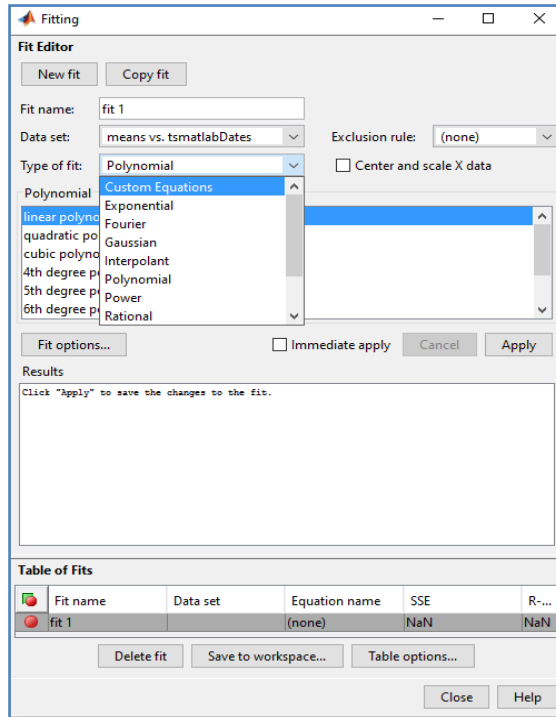 Fitting
Fit Editor
New fit Copy fit
Fit name: fit 1
Data set: means vs. tsmatlabDates Exclusion rule: (none)
Type of fit: Polynomial Center and scale X data
Polynomial
Custom Equations
Exponential
Fourier
Gaussian
Interpolant
Polynomial
Power
Rational
linear polyno
quadratic po
cubic polyno
4th degree p
5th degree p
6th degree p
Fit options... Immediate apply Cancel Apply
Results
Click "Apply" to save the changes to the fit.
Table of Fits
Fit name Data set Equation name SSE R-...
fit 1 (none) NaN NaN
Delete fit Save to workspace... Table options...
Close Help